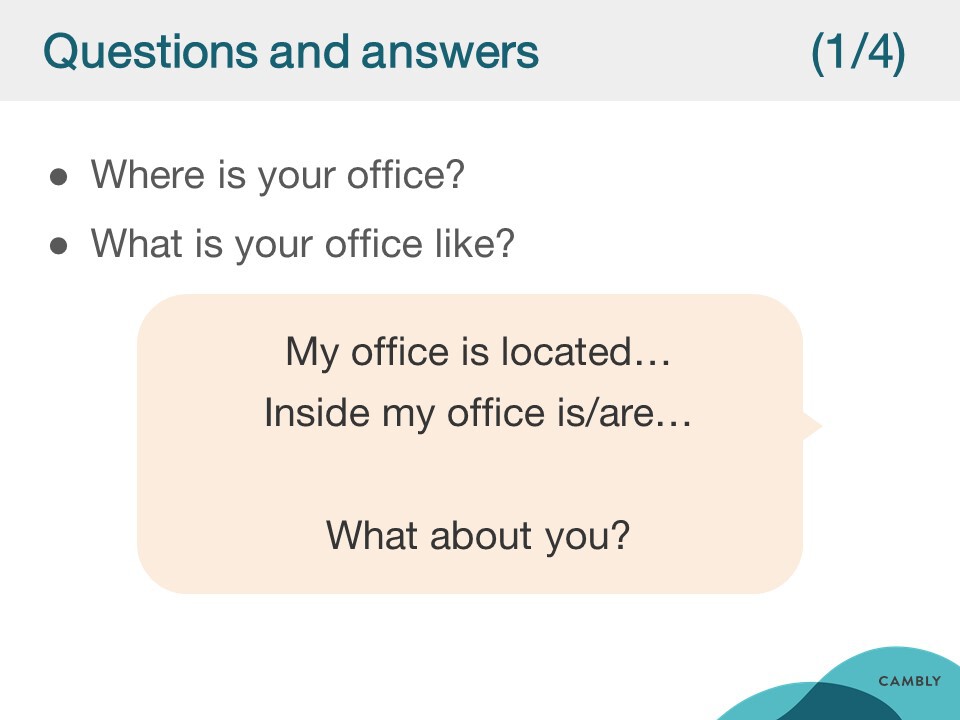 Questions and answers (1/4)
● Where is your office?
● What is your office like?
My office is located…
Inside my office is/are…
What about you?
CAMBLY